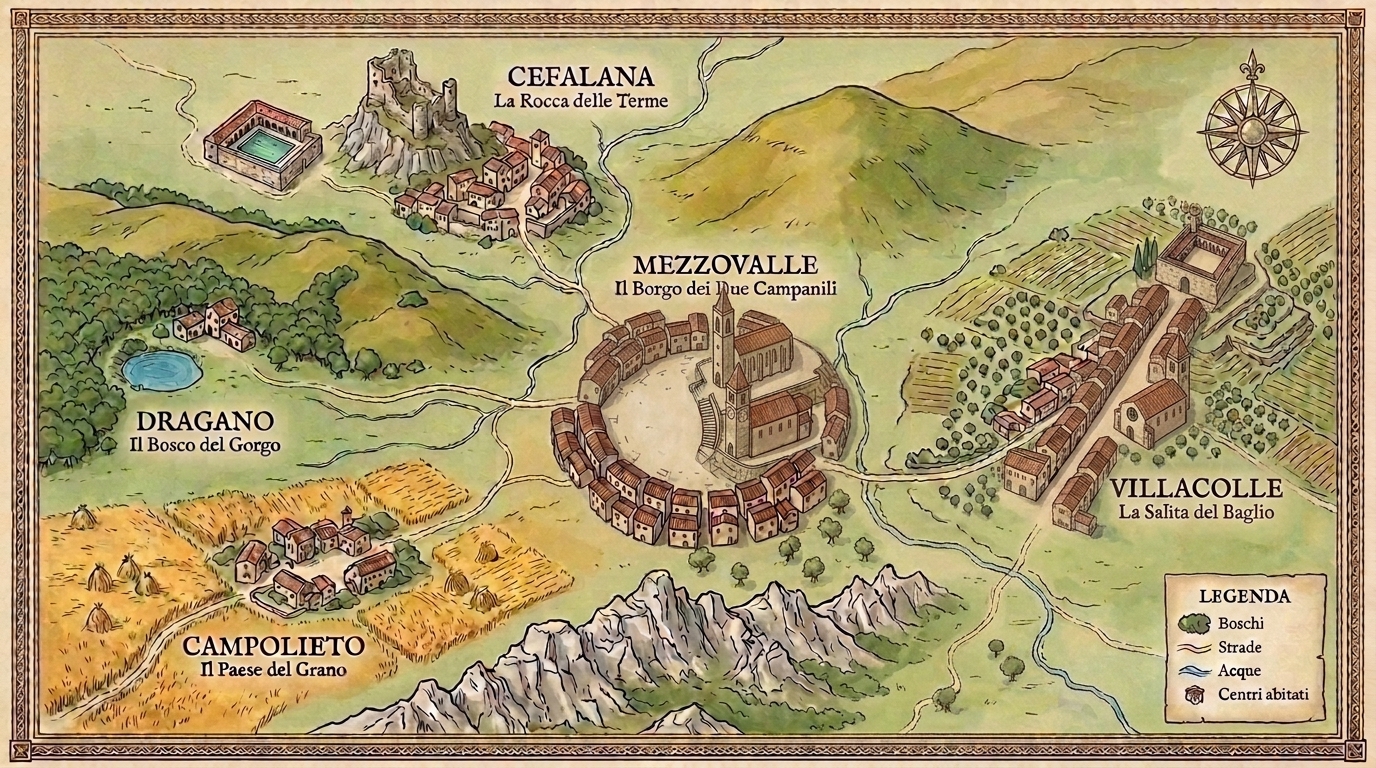 CEFALANA
La Rocca delle Terme
MEZZOVALLE
Il Borgo dei Due Campanili
DRAGANO
Il Bosco del Gorgo
VILLACOLLE
La Salita del Baglio
CAMPOLIETO
Il Paese del Grano
LEGENDA
Boschi
Strade
Acque
Centri abitati